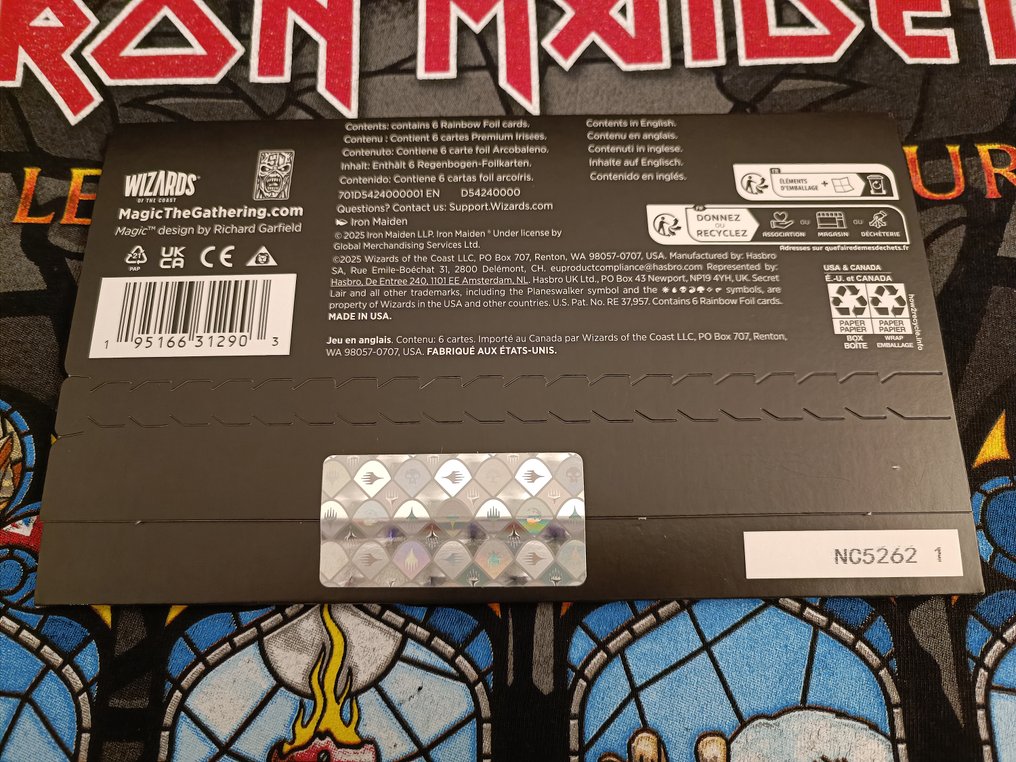 IRON MAIDEN
LE
UR
Contents: contains 6 Rainbow Foil cards.
Contenu : Contient 6 cartes Premium Irisées.
Contenuto: Contiene 6 carte foil Arcobaleno.
Inhalt: Enthält 6 Regenbogen-Foilkarten.
Contenido: Contiene 6 cartas foil arcoíris.
701D5424000001 EN D54240000
Questions? Contact us: Support.Wizards.com
Iron Maiden
© 2025 Iron Maiden LLP. Iron Maiden ® Under license by
Global Merchandising Services Ltd.
Contents in English.
Contenu en anglais.
Contenuti in inglese.
Inhalte auf Englisch.
Contenido en inglés.
WIZARDS
OF THE COAST
MagicTheGathering.com
Magic™ design by Richard Garfield
21
PAP
UK
CA
CE
1 95166 31290 3
©2025 Wizards of the Coast LLC, PO Box 707, Renton, WA 98057-0707, USA. Manufactured by: Hasbro
SA, Rue Emile-Boéchat 31, 2800 Delémont, CH. euproductcompliance@hasbro.com Represented by:
Hasbro, De Entree 240, 1101 EE Amsterdam, NL. Hasbro UK Ltd., PO Box 43 Newport, NP19 4YH, UK. Secret
Lair and all other trademarks, including the Planeswalker symbol and the symbols, are
property of Wizards in the USA and other countries. U.S. Pat. No. RE 37,957. Contains 6 Rainbow Foil cards.
MADE IN USA.
Jeu en anglais. Contenu: 6 cartes. Importé au Canada par Wizards of the Coast LLC, PO Box 707, Renton,
WA 98057-0707, USA. FABRIQUÉ AUX ÉTATS-UNIS.
FR
ÉLÉMENTS
D'EMBALLAGE +
FR
DONNEZ
OU
RECYCLEZ
ASSOCIATION OU MAGASIN OU DÉCHÈTERIE
Adresses sur quefairedemesdechets.fr
USA & CANADA
É.-U. et CANADA
PAPER PAPER
PAPIER PAPIER
BOX WRAP
BOÎTE EMBALLAGE
how2recycle.info
NC5262 1